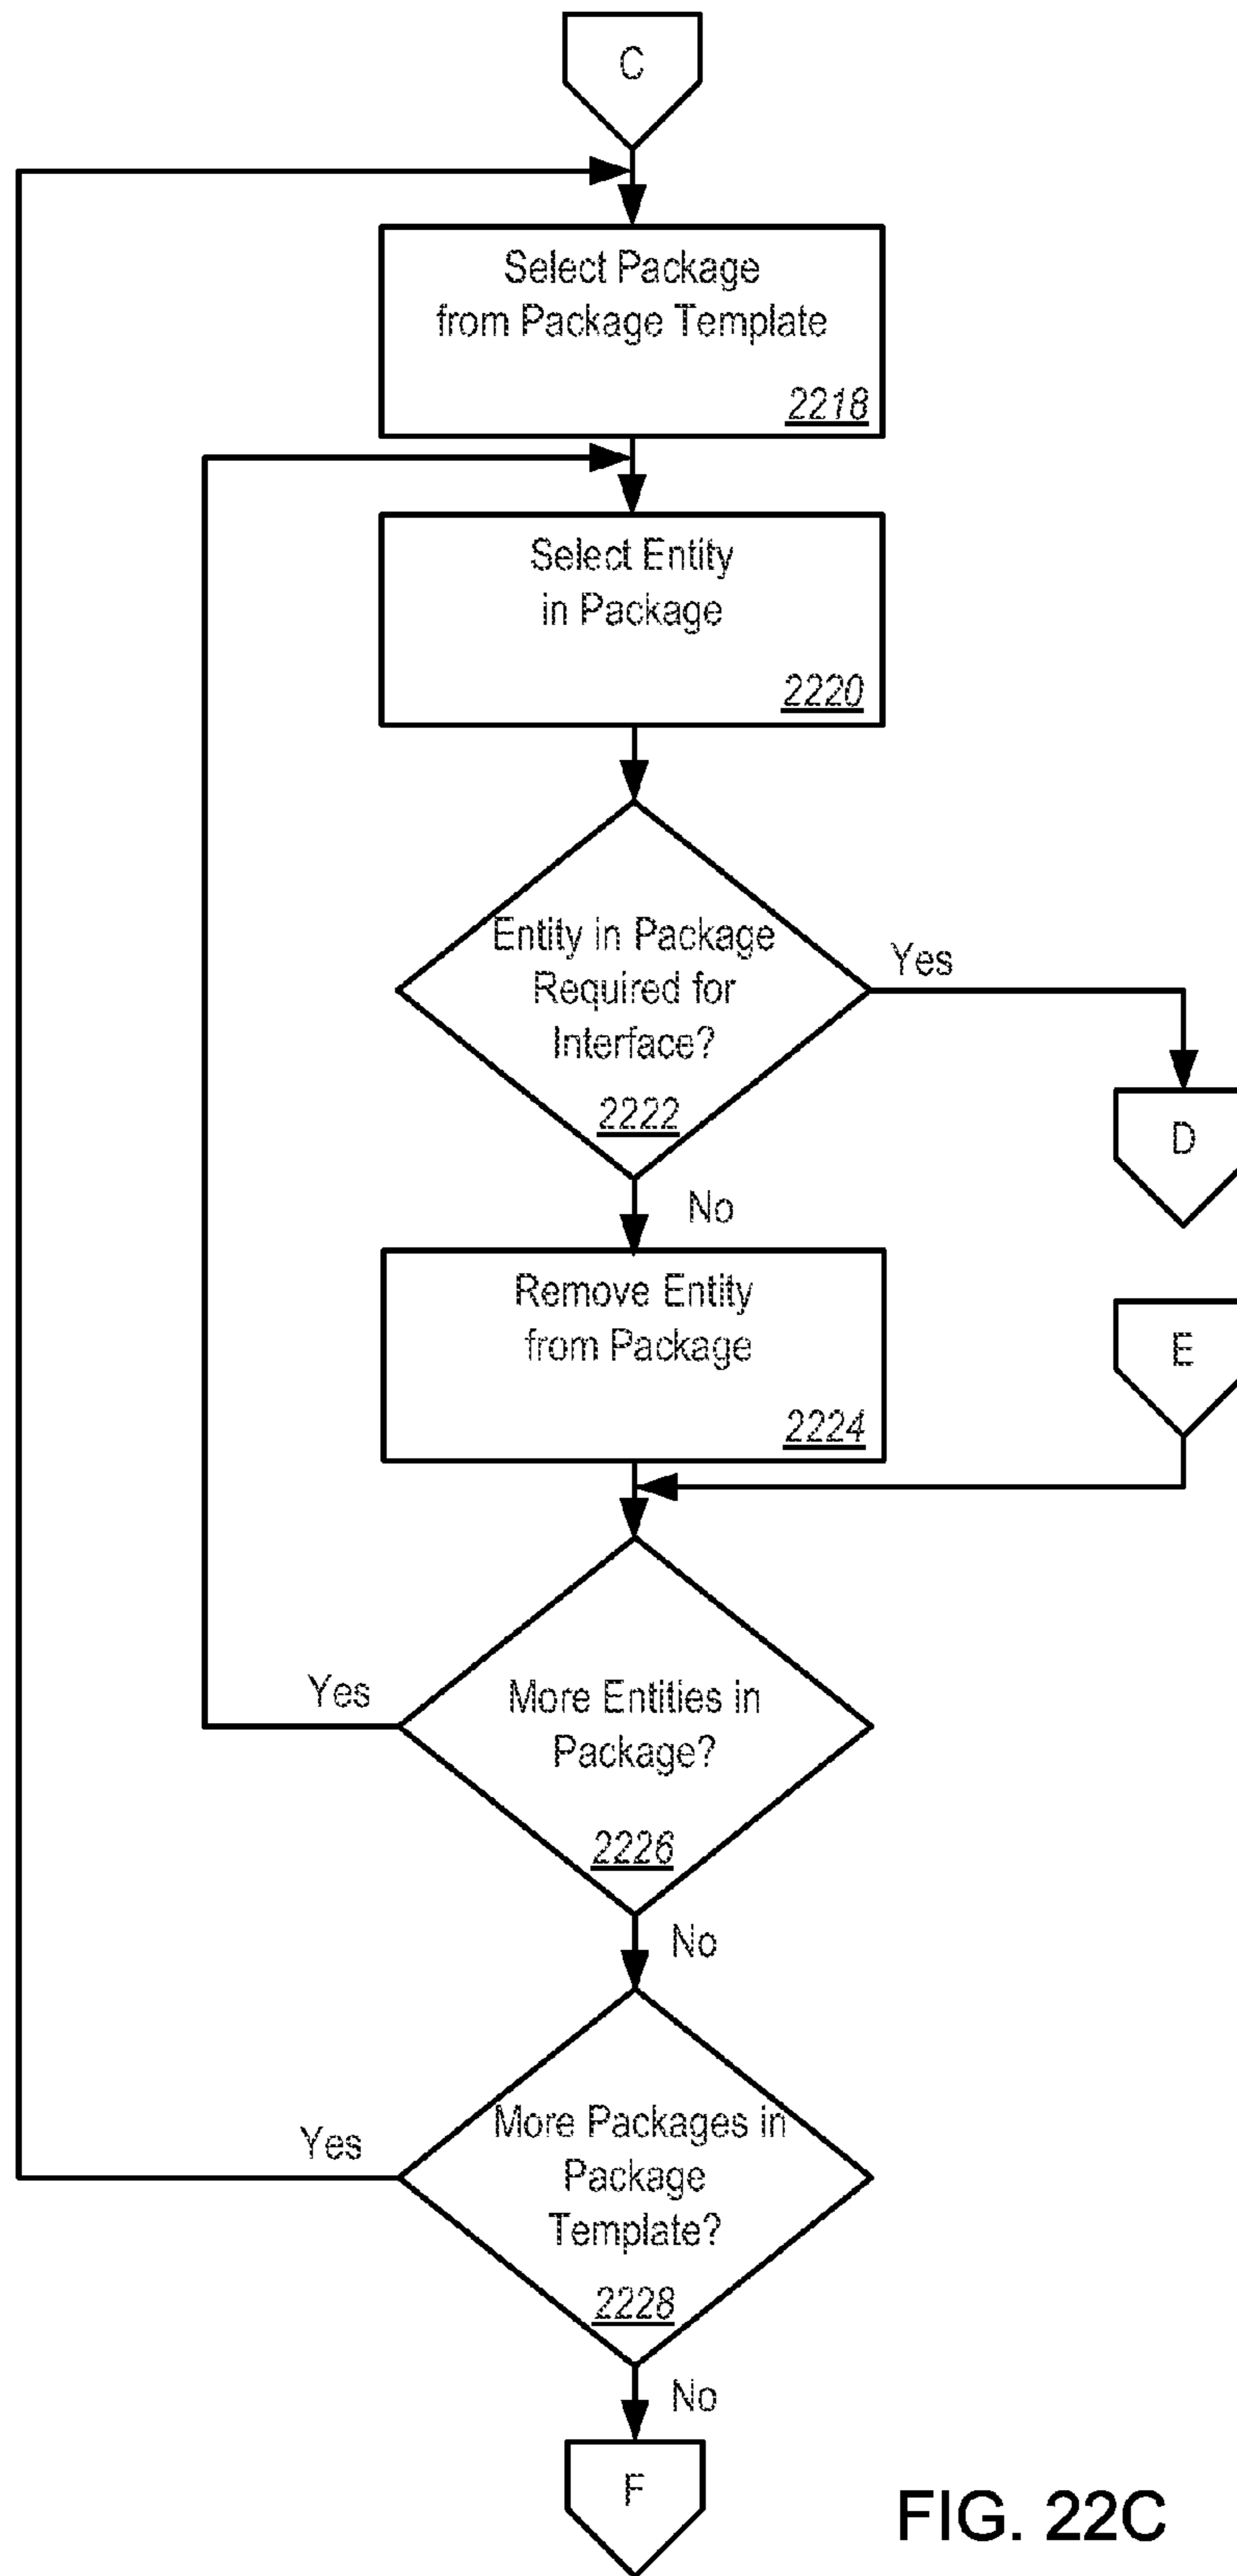 C
Select Package
from Package Template
2218
Select Entity
in Package
2220
Entity in Package
Required for
Interface?
2222
Yes
D
No
Remove Entity
from Package
2224
E
More Entities in
Package?
2226
Yes
No
More Packages in
Package
Template?
2228
Yes
No
F
FIG. 22C